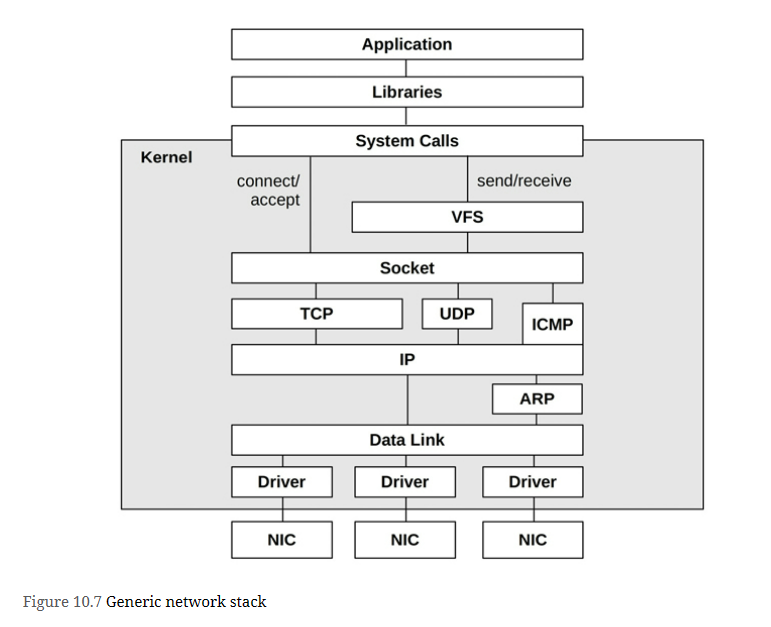 Application
Libraries
System Calls
Kernel
connect/
accept
send/receive
VFS
Socket
TCP
UDP
ICMP
IP
ARP
Data Link
Driver
Driver
Driver
NIC
NIC
NIC
Figure 10.7 Generic network stack